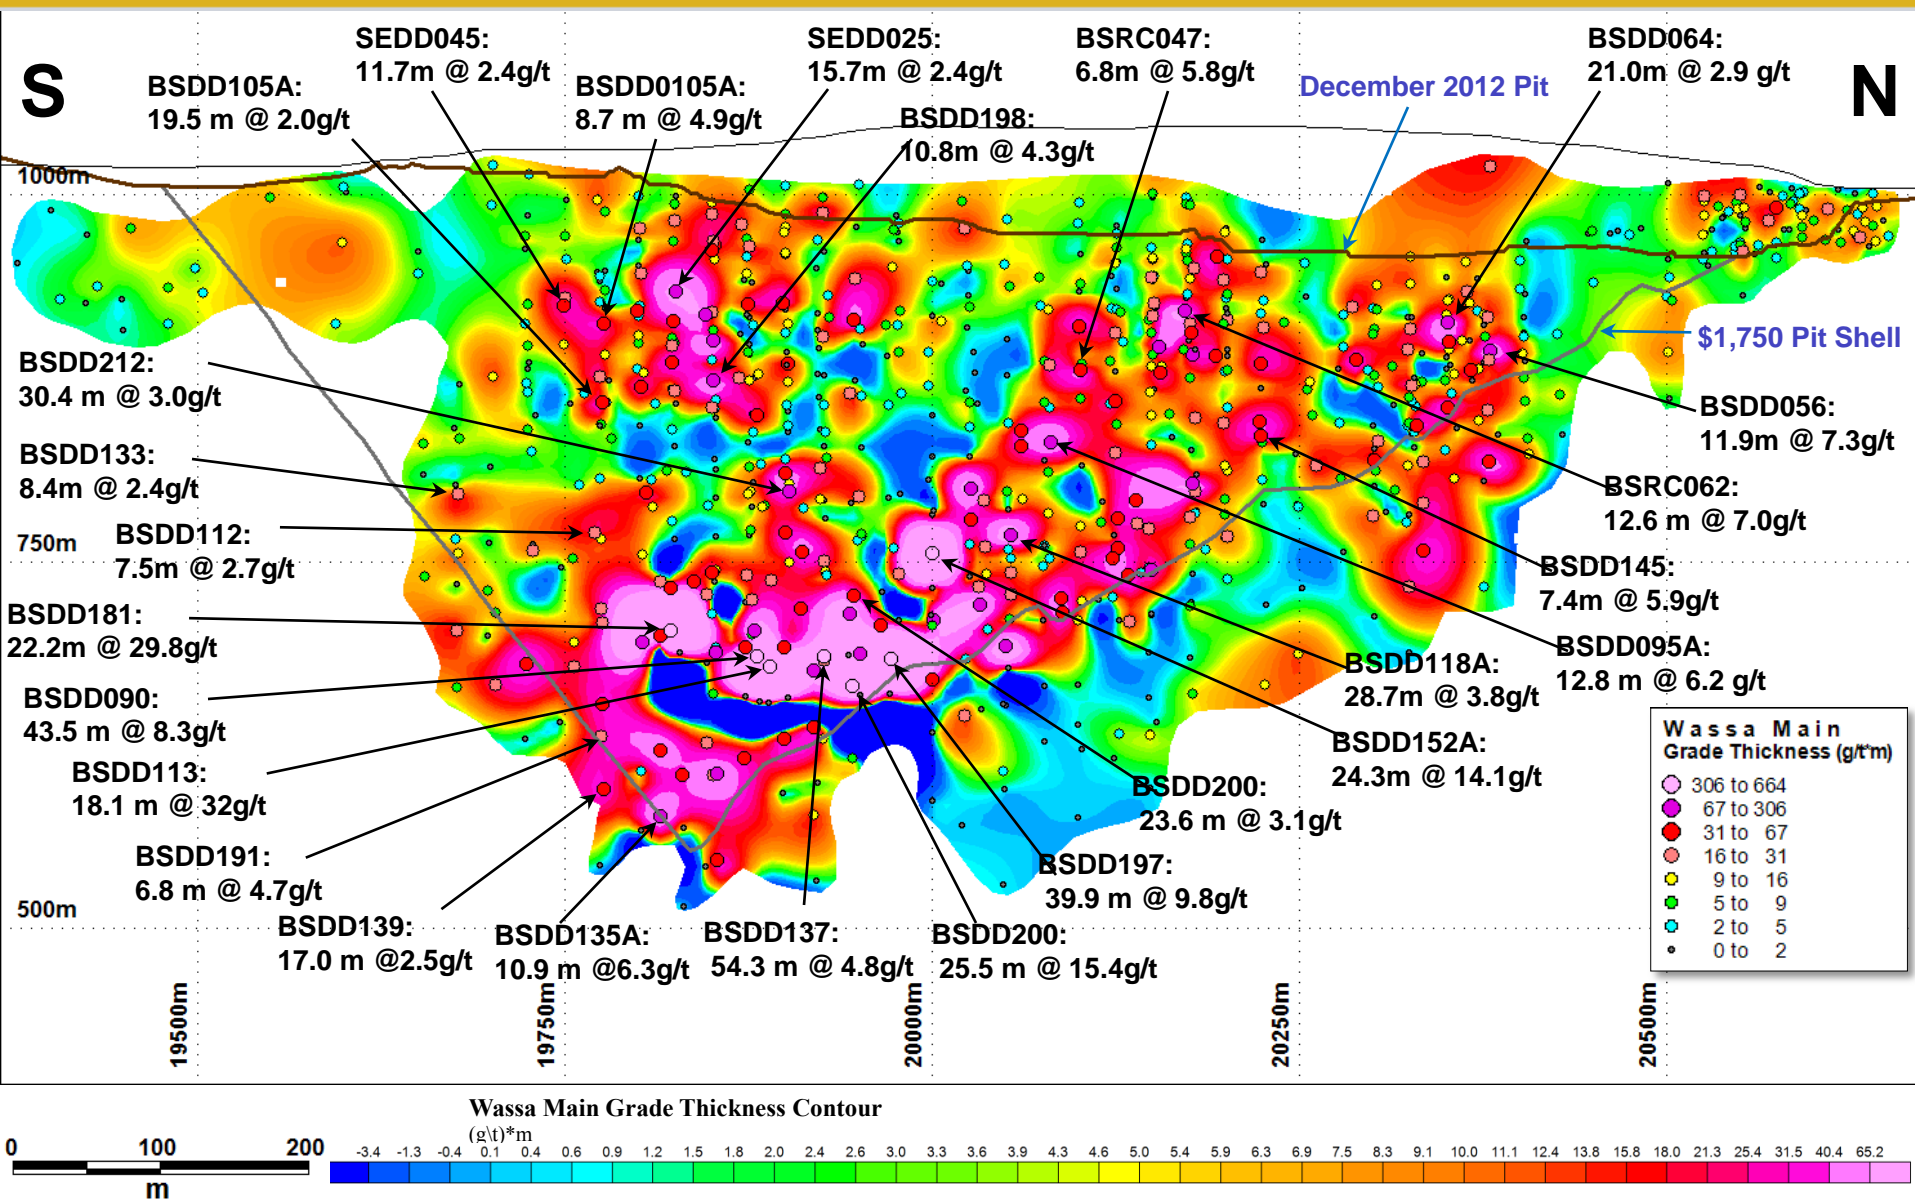 S
N
SEDD045:
11.7m @ 2.4g/t
SEDD025:
15.7m @ 2.4g/t
BSRC047:
6.8m @ 5.8g/t
BSDD064:
21.0m @ 2.9 g/t
BSDD105A:
19.5 m @ 2.0g/t
BSDD0105A:
8.7 m @ 4.9g/t
December 2012 Pit
BSDD198:
10.8m @ 4.3g/t
1000m
$1,750 Pit Shell
BSDD212:
30.4 m @ 3.0g/t
BSDD056:
11.9m @ 7.3g/t
BSDD133:
8.4m @ 2.4g/t
BSRC062:
12.6 m @ 7.0g/t
BSDD112:
7.5m @ 2.7g/t
750m
BSDD145:
7.4m @ 5.9g/t
BSDD181:
22.2m @ 29.8g/t
BSDD095A:
12.8 m @ 6.2 g/t
BSDD118A:
28.7m @ 3.8g/t
BSDD090:
43.5 m @ 8.3g/t
BSDD152A:
24.3m @ 14.1g/t
BSDD113:
18.1 m @ 32g/t
BSDD200:
23.6 m @ 3.1g/t
BSDD191:
6.8 m @ 4.7g/t
BSDD197:
39.9 m @ 9.8g/t
500m
BSDD139:
17.0 m @2.5g/t
BSDD135A:
10.9 m @6.3g/t
BSDD137:
54.3 m @ 4.8g/t
BSDD200:
25.5 m @ 15.4g/t
Wassa Main
Grade Thickness (g/t*m)
306 to 664
67 to 306
31 to 67
16 to 31
9 to 16
5 to 9
2 to 5
0 to 2
19500m
19750m
20000m
20250m
20500m
Wassa Main Grade Thickness Contour
(g\t)*m
0 100 200
m
-3.4 -1.3 -0.4 0.1 0.4 0.6 0.9 1.2 1.5 1.8 2.0 2.4 2.6 3.0 3.3 3.6 3.9 4.3 4.6 5.0 5.4 5.9 6.3 6.9 7.5 8.3 9.1 10.0 11.1 12.4 13.8 15.8 18.0 21.3 25.4 31.5 40.4 65.2